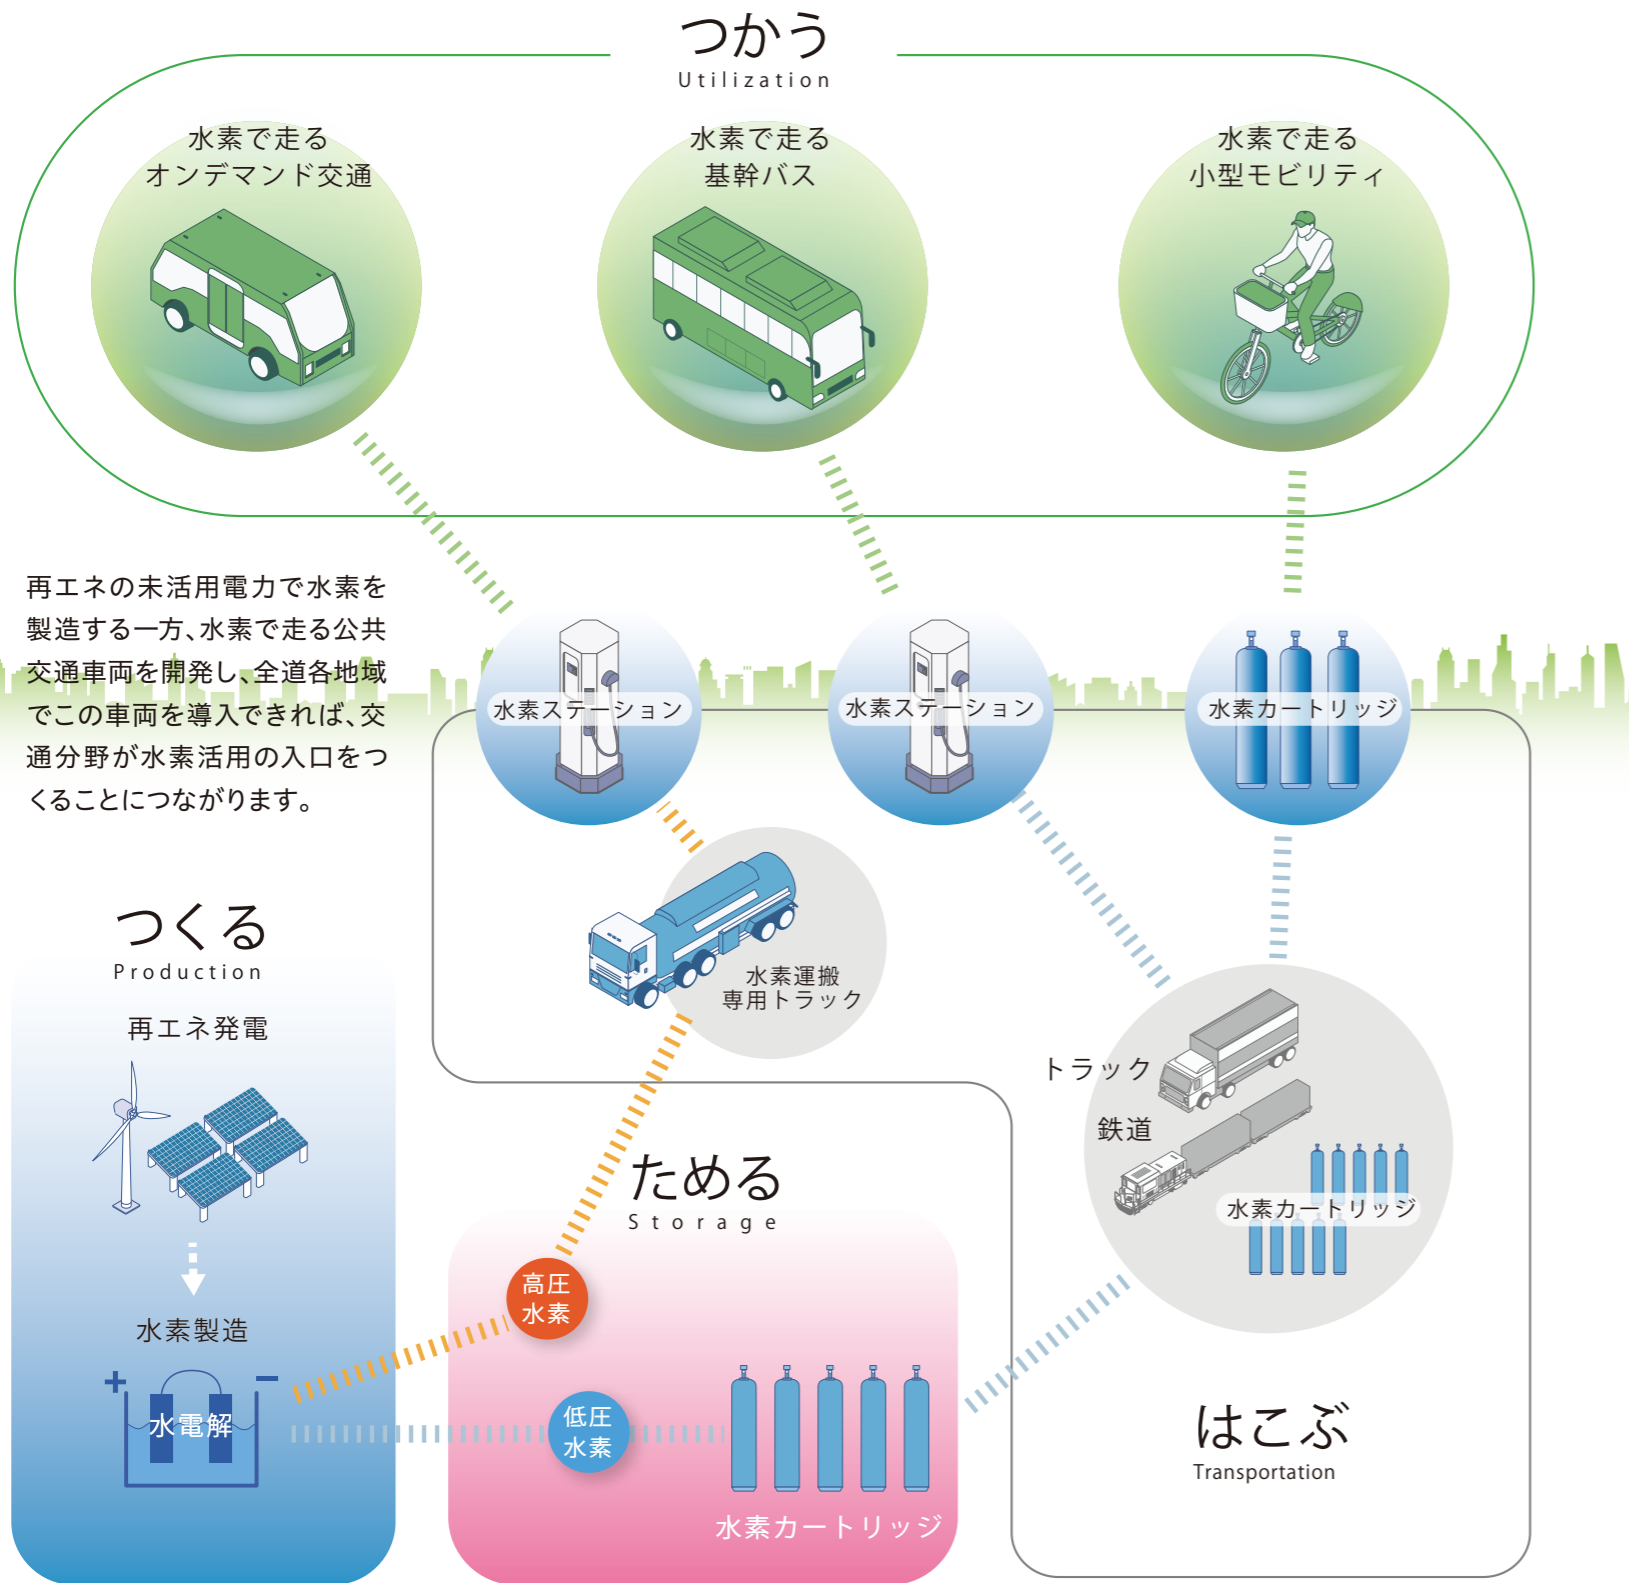 つかう
Utilization
水素で走る
オンデマンド交通
水素で走る
基幹バス
水素で走る
小型モビリティ
再エネの未活用電力で水素を
製造する一方、水素で走る公共
交通車両を開発し、全道各地域
でこの車両を導入できれば、交
通分野が水素活用の入口をつ
くることにつながります。
水素ステーション
水素ステーション
水素カートリッジ
水素運搬
専用トラック
つくる
Production
再エネ発電
水素製造
+
−
水電解
ためる
Storage
高圧
水素
低圧
水素
水素カートリッジ
トラック
鉄道
水素カートリッジ
はこぶ
Transportation